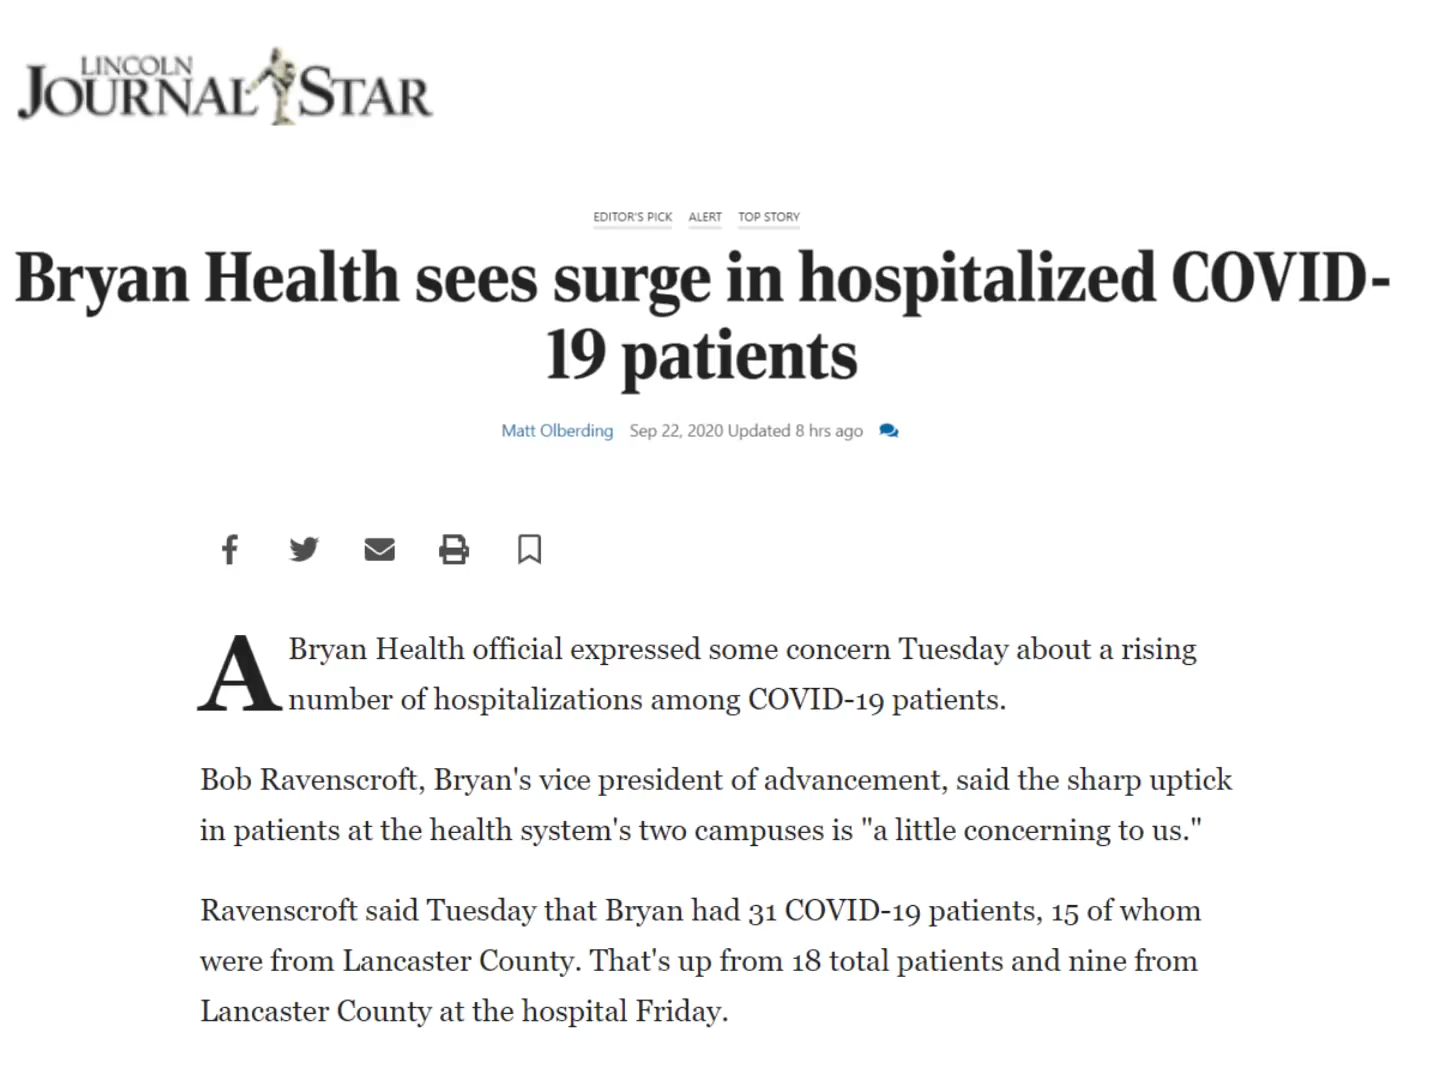 LINCOLN
JOURNAL STAR
EDITOR'S PICK ALERT TOP STORY
Bryan Health sees surge in hospitalized COVID-
19 patients
Matt Olberding Sep 22, 2020 Updated 8 hrs ago
A Bryan Health official expressed some concern Tuesday about a rising
number of hospitalizations among COVID-19 patients.
Bob Ravenscroft, Bryan's vice president of advancement, said the sharp uptick
in patients at the health system's two campuses is "a little concerning to us."
Ravenscroft said Tuesday that Bryan had 31 COVID-19 patients, 15 of whom
were from Lancaster County. That's up from 18 total patients and nine from
Lancaster County at the hospital Friday.